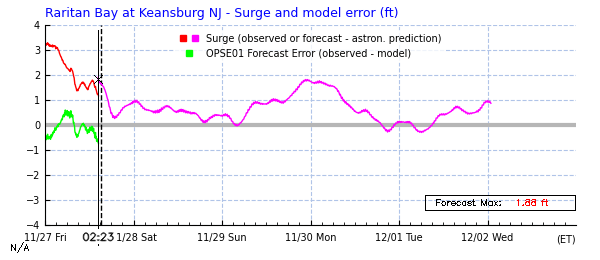 Raritan Bay at Keansburg NJ - Surge and model error (ft)
4
Surge (observed or forecast - astron. prediction)
3
OPSE01 Forecast Error (observed - model)
2
1
0
−1
−2
−3
Forecast Max: 1.88 ft
−4
11/27 Fri 02:23 11/28 Sat 11/29 Sun 11/30 Mon 12/01 Tue 12/02 Wed (ET)
N/A